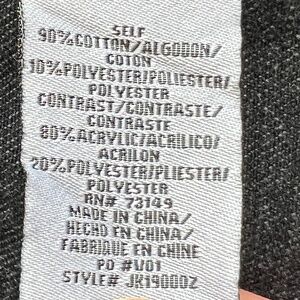 SELF
90%COTTON/ALGODON/
COTON
10%POLYESTER/POLIESTER/
POLYESTER
CONTRAST/CONTRASTE/
CONTRASTE
80%ACRYLIC/ACRILICO/
ACRILON
20%POLYESTER/PLIESTER/
POLYESTER
RN# 73149
MADE IN CHINA/
HECHO EN CHINA/
FABRIQUE EN CHINE
PO #V01
STYLE# JK19000Z